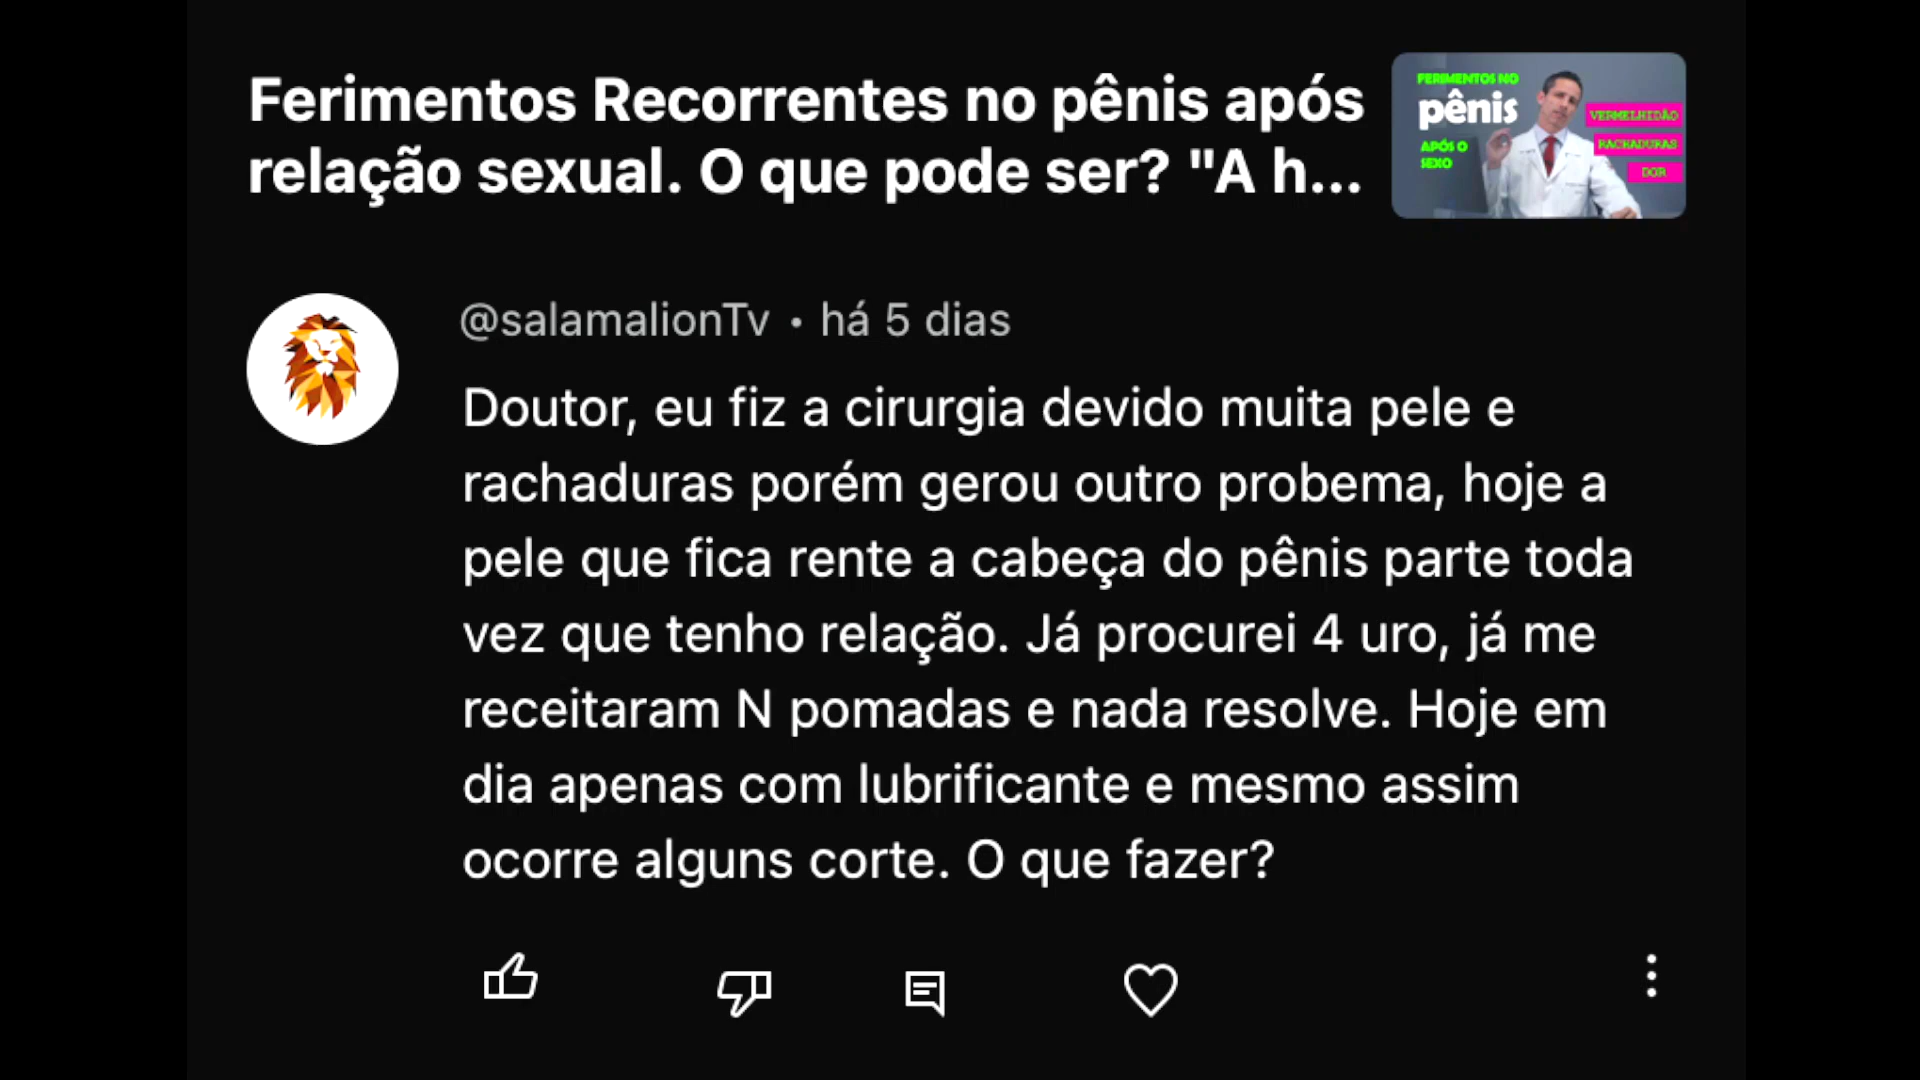 Ferimentos Recorrentes no pênis após
relação sexual. O que pode ser? "A h...
FERIMENTOS NO
pênis
APÓS O
SEXO
VERMELHIDÃO
RACHADURAS
DOR
@salamalionTv • há 5 dias
Doutor, eu fiz a cirurgia devido muita pele e
rachaduras porém gerou outro probema, hoje a
pele que fica rente a cabeça do pênis parte toda
vez que tenho relação. Já procurei 4 uro, já me
receitaram N pomadas e nada resolve. Hoje em
dia apenas com lubrificante e mesmo assim
ocorre alguns corte. O que fazer?